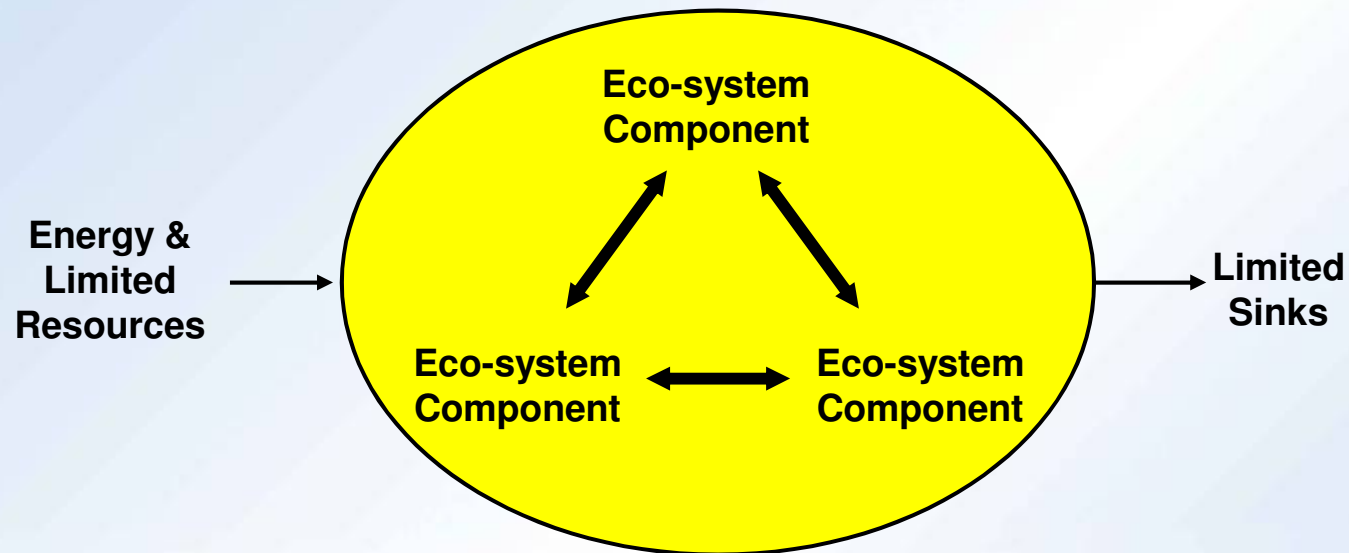 Eco-system
Component
Energy &
Limited
Resources
Limited
Sinks
Eco-system
Component
Eco-system
Component